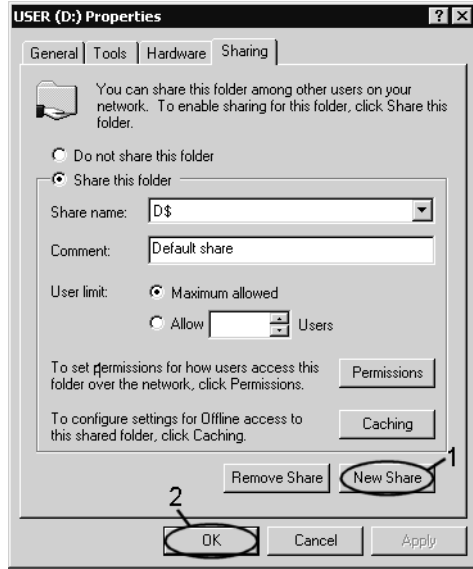 USER (D:) Properties
General Tools Hardware Sharing
You can share this folder among other users on your
network. To enable sharing for this folder, click Share this
folder.
Do not share this folder
Share this folder
Share name: D$
Comment: Default share
User limit: Maximum allowed
Allow Users
To set permissions for how users access this
folder over the network, click Permissions.
Permissions
To configure settings for Offline access to
this shared folder, click Caching.
Caching
1
Remove Share New Share
2
OK Cancel Apply